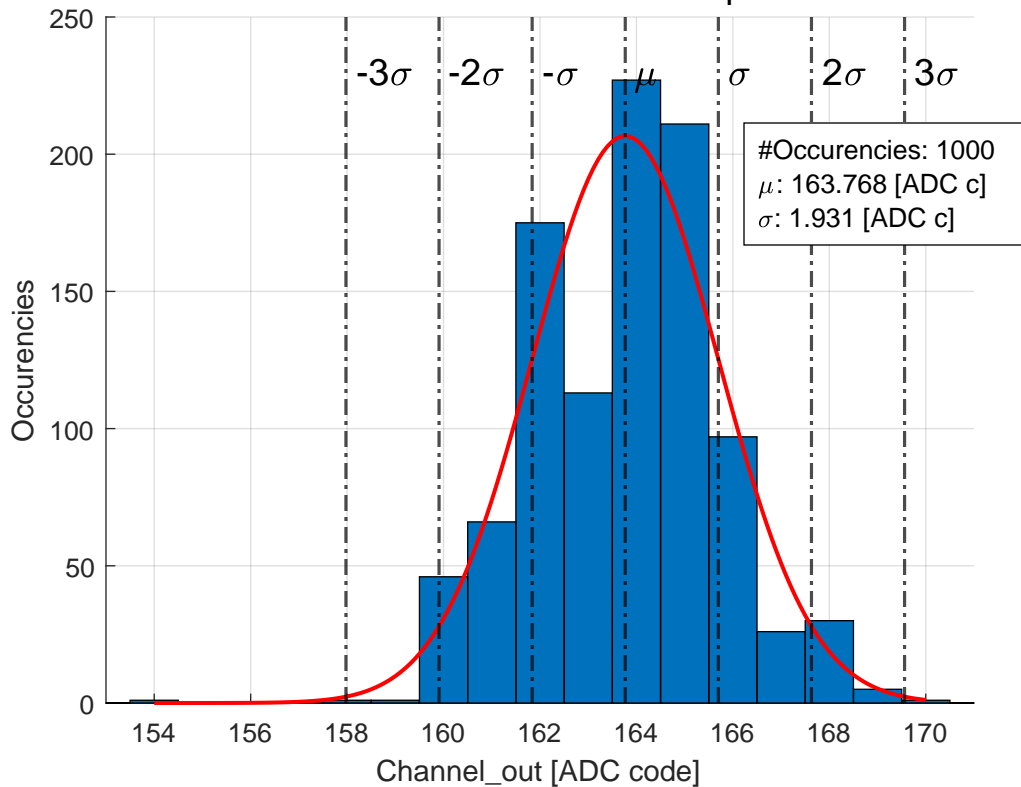 250
200
150
100
50
0
Occurencies
-3σ -2σ -σ μ σ 2σ 3σ
#Occurencies: 1000
μ: 163.768 [ADC c]
σ: 1.931 [ADC c]
154 156 158 160 162 164 166 168 170
Channel_out [ADC code]